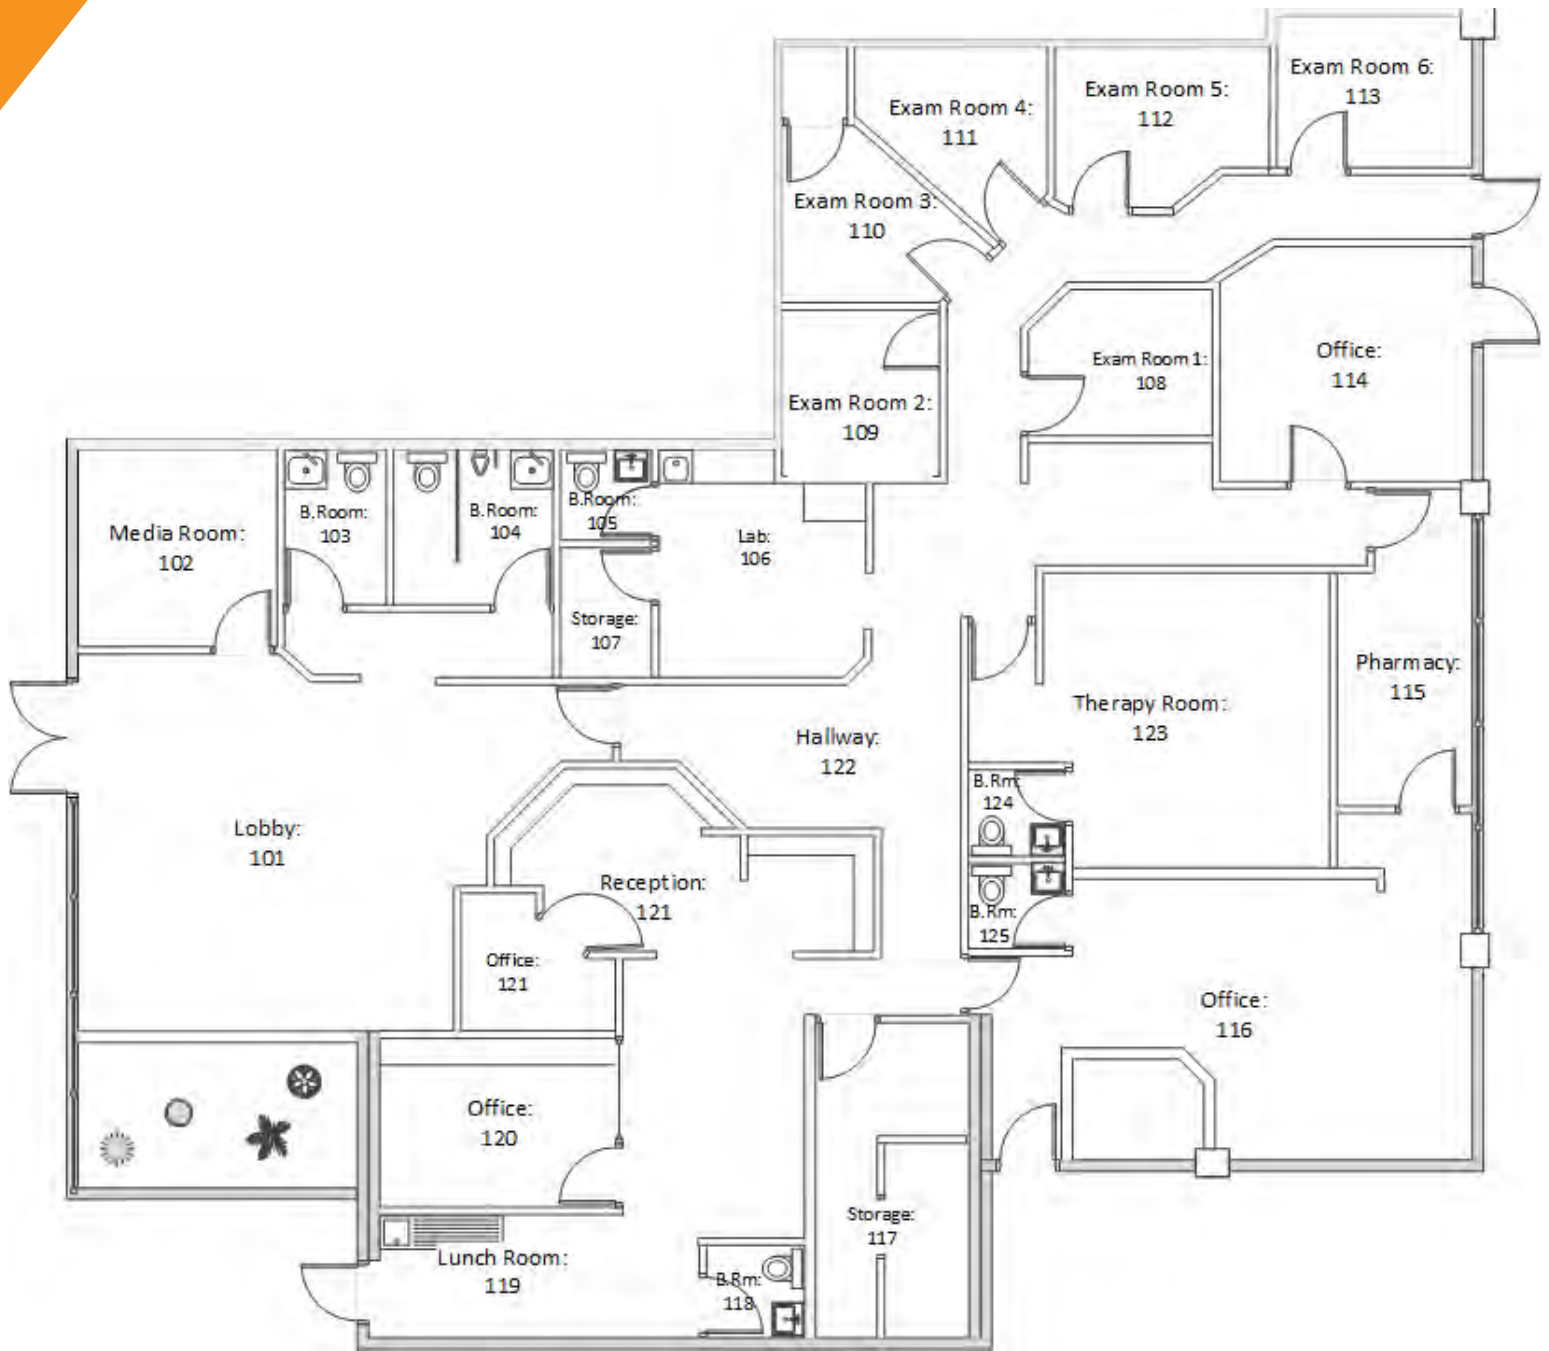 Exam Room 6:
113
Exam Room 5:
112
Exam Room 4:
111
Exam Room 3:
110
Office:
114
Exam Room 1:
108
Exam Room 2:
109
Media Room:
102
B.Room:
103
B.Room:
104
B.Room:
105
Lab:
106
Storage:
107
Pharmacy:
115
Therapy Room:
123
Hallway:
122
B.Rm:
124
Lobby:
101
Reception:
121
B.Rm:
125
Office:
121
Office:
116
Office:
120
Storage:
117
Lunch Room:
119
B.Rm:
118